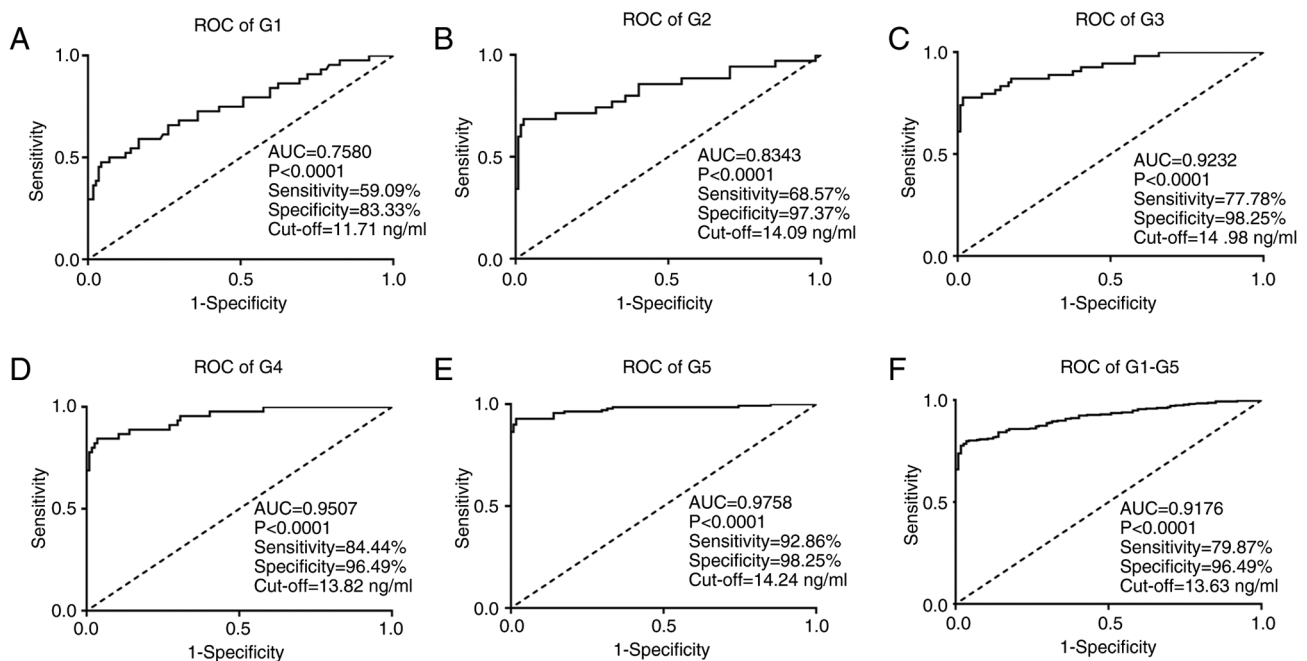 A
ROC of G1
1.0
0.5
0.0
Sensitivity
AUC=0.7580
P<0.0001
Sensitivity=59.09%
Specificity=83.33%
Cut-off=11.71 ng/ml
0.0 0.5 1.0
1-Specificity
B
ROC of G2
1.0
0.5
0.0
Sensitivity
AUC=0.8343
P<0.0001
Sensitivity=68.57%
Specificity=97.37%
Cut-off=14.09 ng/ml
0.0 0.5 1.0
1-Specificity
C
ROC of G3
1.0
0.5
0.0
Sensitivity
AUC=0.9232
P<0.0001
Sensitivity=77.78%
Specificity=98.25%
Cut-off=14 .98 ng/ml
0.0 0.5 1.0
1-Specificity
D
ROC of G4
1.0
0.5
0.0
Sensitivity
AUC=0.9507
P<0.0001
Sensitivity=84.44%
Specificity=96.49%
Cut-off=13.82 ng/ml
0.0 0.5 1.0
1-Specificity
E
ROC of G5
1.0
0.5
0.0
Sensitivity
AUC=0.9758
P<0.0001
Sensitivity=92.86%
Specificity=98.25%
Cut-off=14.24 ng/ml
0.0 0.5 1.0
1-Specificity
F
ROC of G1-G5
1.0
0.5
0.0
Sensitivity
AUC=0.9176
P<0.0001
Sensitivity=79.87%
Specificity=96.49%
Cut-off=13.63 ng/ml
0.0 0.5 1.0
1-Specificity